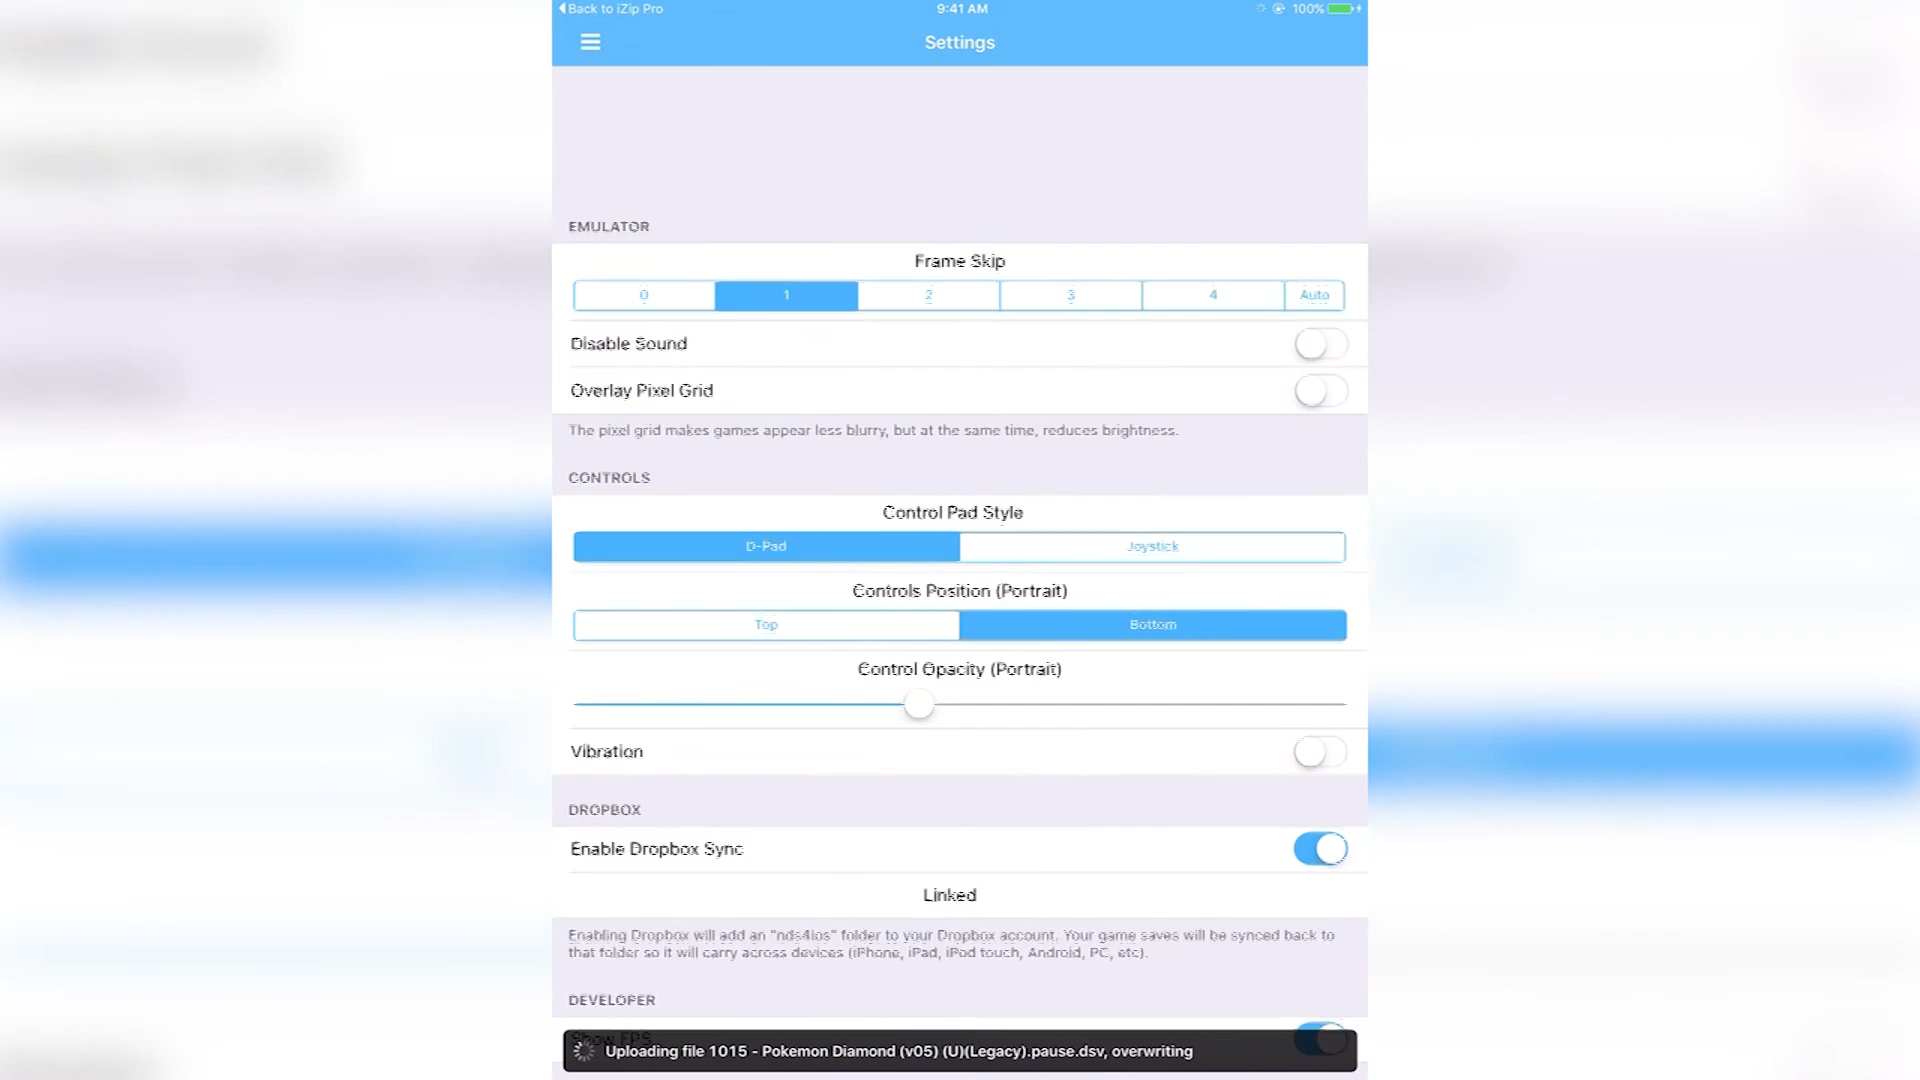 Back to iZip Pro
9:41 AM
100%
Settings
EMULATOR
Frame Skip
0 1 2 3 4 Auto
Disable Sound
Overlay Pixel Grid
The pixel grid makes games appear less blurry, but at the same time, reduces brightness.
CONTROLS
Control Pad Style
D-Pad Joystick
Controls Position (Portrait)
Top Bottom
Control Opacity (Portrait)
Vibration
DROPBOX
Enable Dropbox Sync
Linked
Enabling Dropbox will add an "nds4ios" folder to your Dropbox account. Your game saves will be synced back to
that folder so it will carry across devices (iPhone, iPad, iPod touch, Android, PC, etc).
DEVELOPER
Show FPS
Uploading file 1015 - Pokemon Diamond (v05) (U)(Legacy).pause.dsv, overwriting